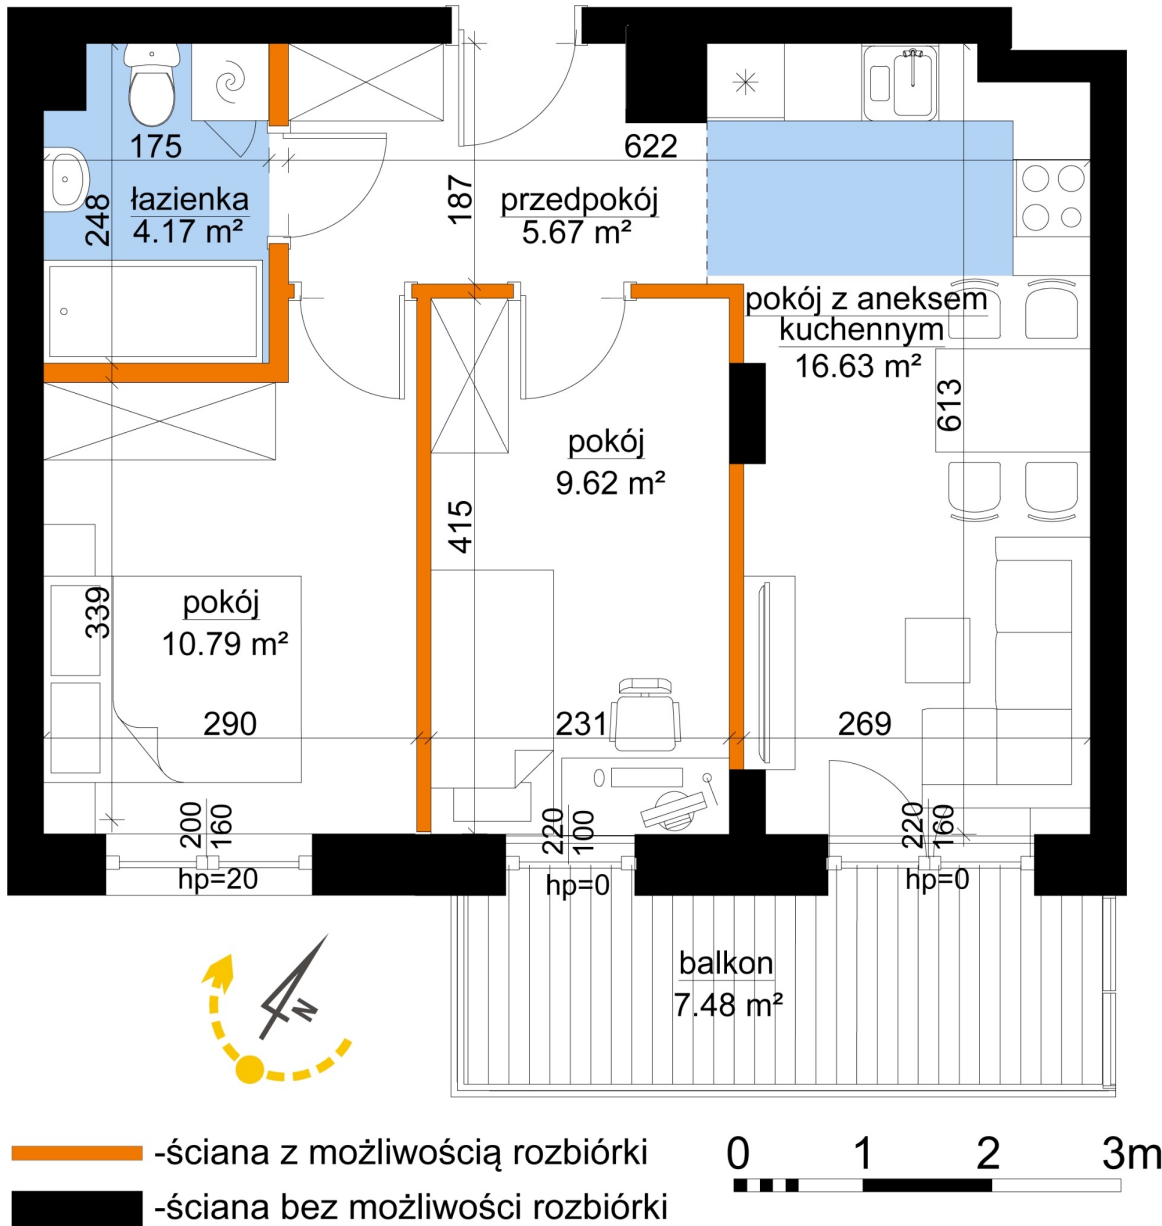 175
622
248
łazienka
4.17 m²
187
przedpokój
5.67 m²
pokój z aneksem
kuchennym
16.63 m²
613
pokój
9.62 m²
415
339
pokój
10.79 m²
290
231
269
200
160
hp=20
220
100
hp=0
220
160
hp=0
N
balkon
7.48 m²
-ściana z możliwością rozbiórki
-ściana bez możliwości rozbiórki
0 1 2 3m